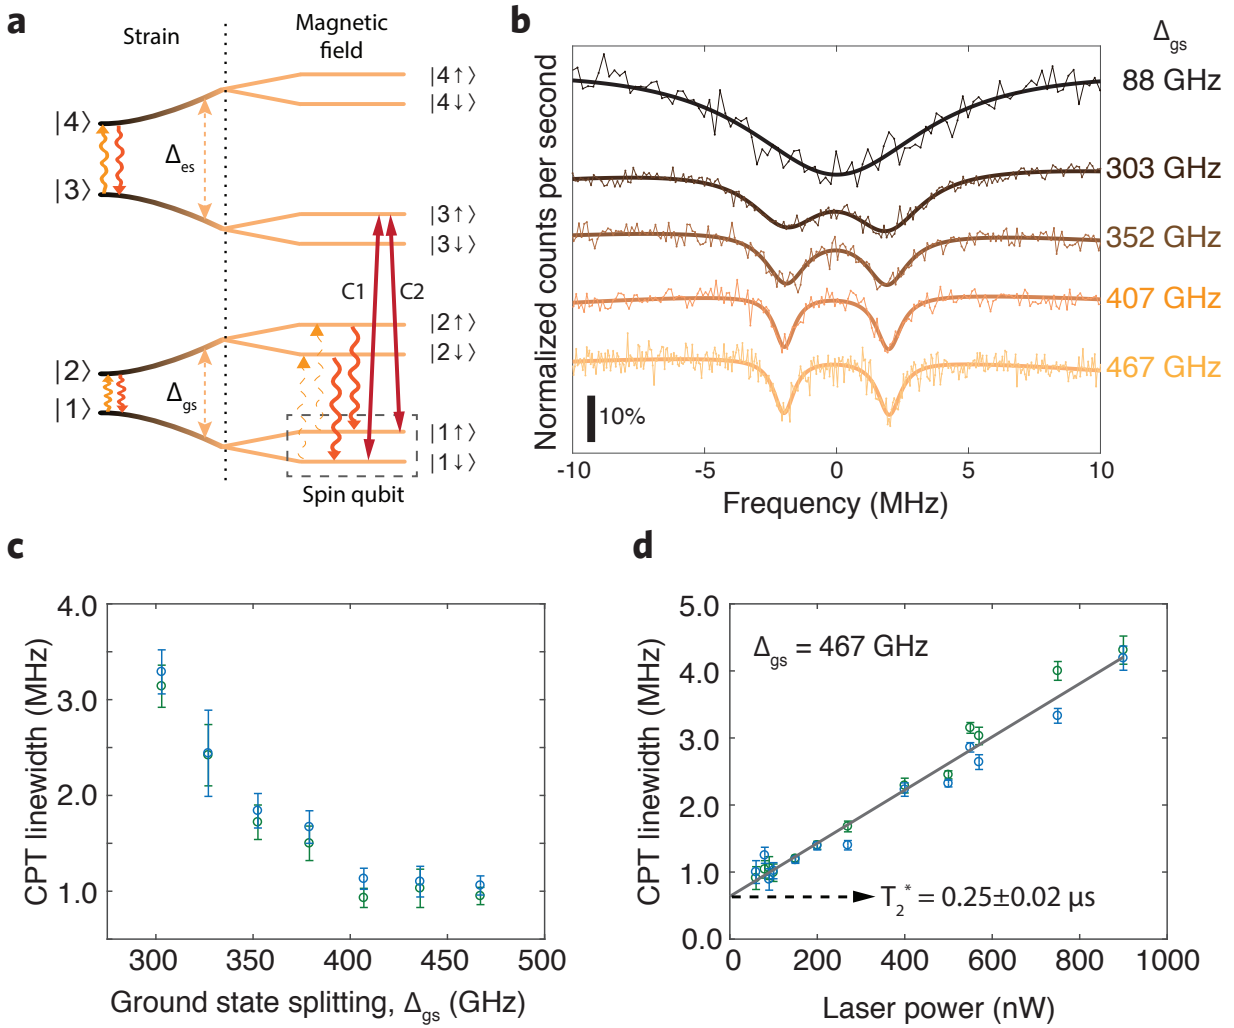 a
Strain
Magnetic
field
|4⟩
|3⟩
|2⟩
|1⟩
Δes
Δgs
|4↑⟩
|4↓⟩
|3↑⟩
|3↓⟩
C1
C2
|2↑⟩
|2↓⟩
|1↑⟩
|1↓⟩
Spin qubit
b
Δgs
88 GHz
303 GHz
352 GHz
407 GHz
467 GHz
Normalized counts per second
10%
-10 -5 0 5 10
Frequency (MHz)
c
CPT linewidth (MHz)
4.0
3.0
2.0
1.0
300 350 400 450 500
Ground state splitting, Δgs (GHz)
d
CPT linewidth (MHz)
5.0
4.0
3.0
2.0
1.0
0.0
Δgs = 467 GHz
T2* = 0.25±0.02 μs
0 200 400 600 800 1000
Laser power (nW)